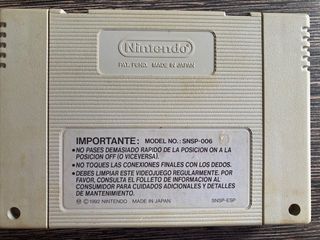 Nintendo
PAT. PEND. MADE IN JAPAN
IMPORTANTE: MODEL NO.: SNSP-006
●NO PASES DEMASIADO RAPIDO DE LA POSICION ON A LA
POSICION OFF (O VICEVERSA).
●NO TOQUES LAS CONEXIONES FINALES CON LOS DEDOS.
●DEBES LIMPIAR ESTE VIDEOJUEGO REGULARMENTE. POR
FAVOR, CONSULTA EL FOLLETO DE INFORMACION AL
CONSUMIDOR PARA CUIDADOS ADICIONALES Y DETALLES
DE MANTENIMIENTO.
Ⓜ ©1992 NINTENDO MADE IN JAPAN SNSP-ESP